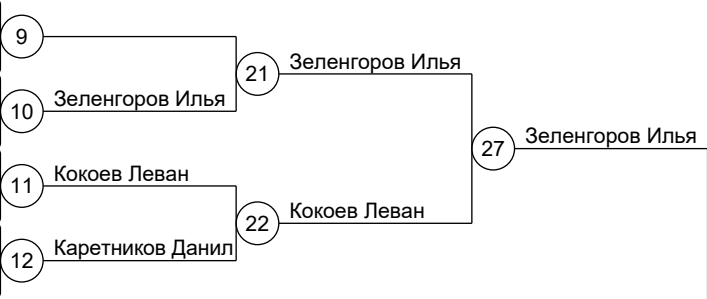 9
21 Зеленгоров Илья
10 Зеленгоров Илья
27 Зеленгоров Илья
11 Кокоев Леван
22 Кокоев Леван
12 Каретников Данил